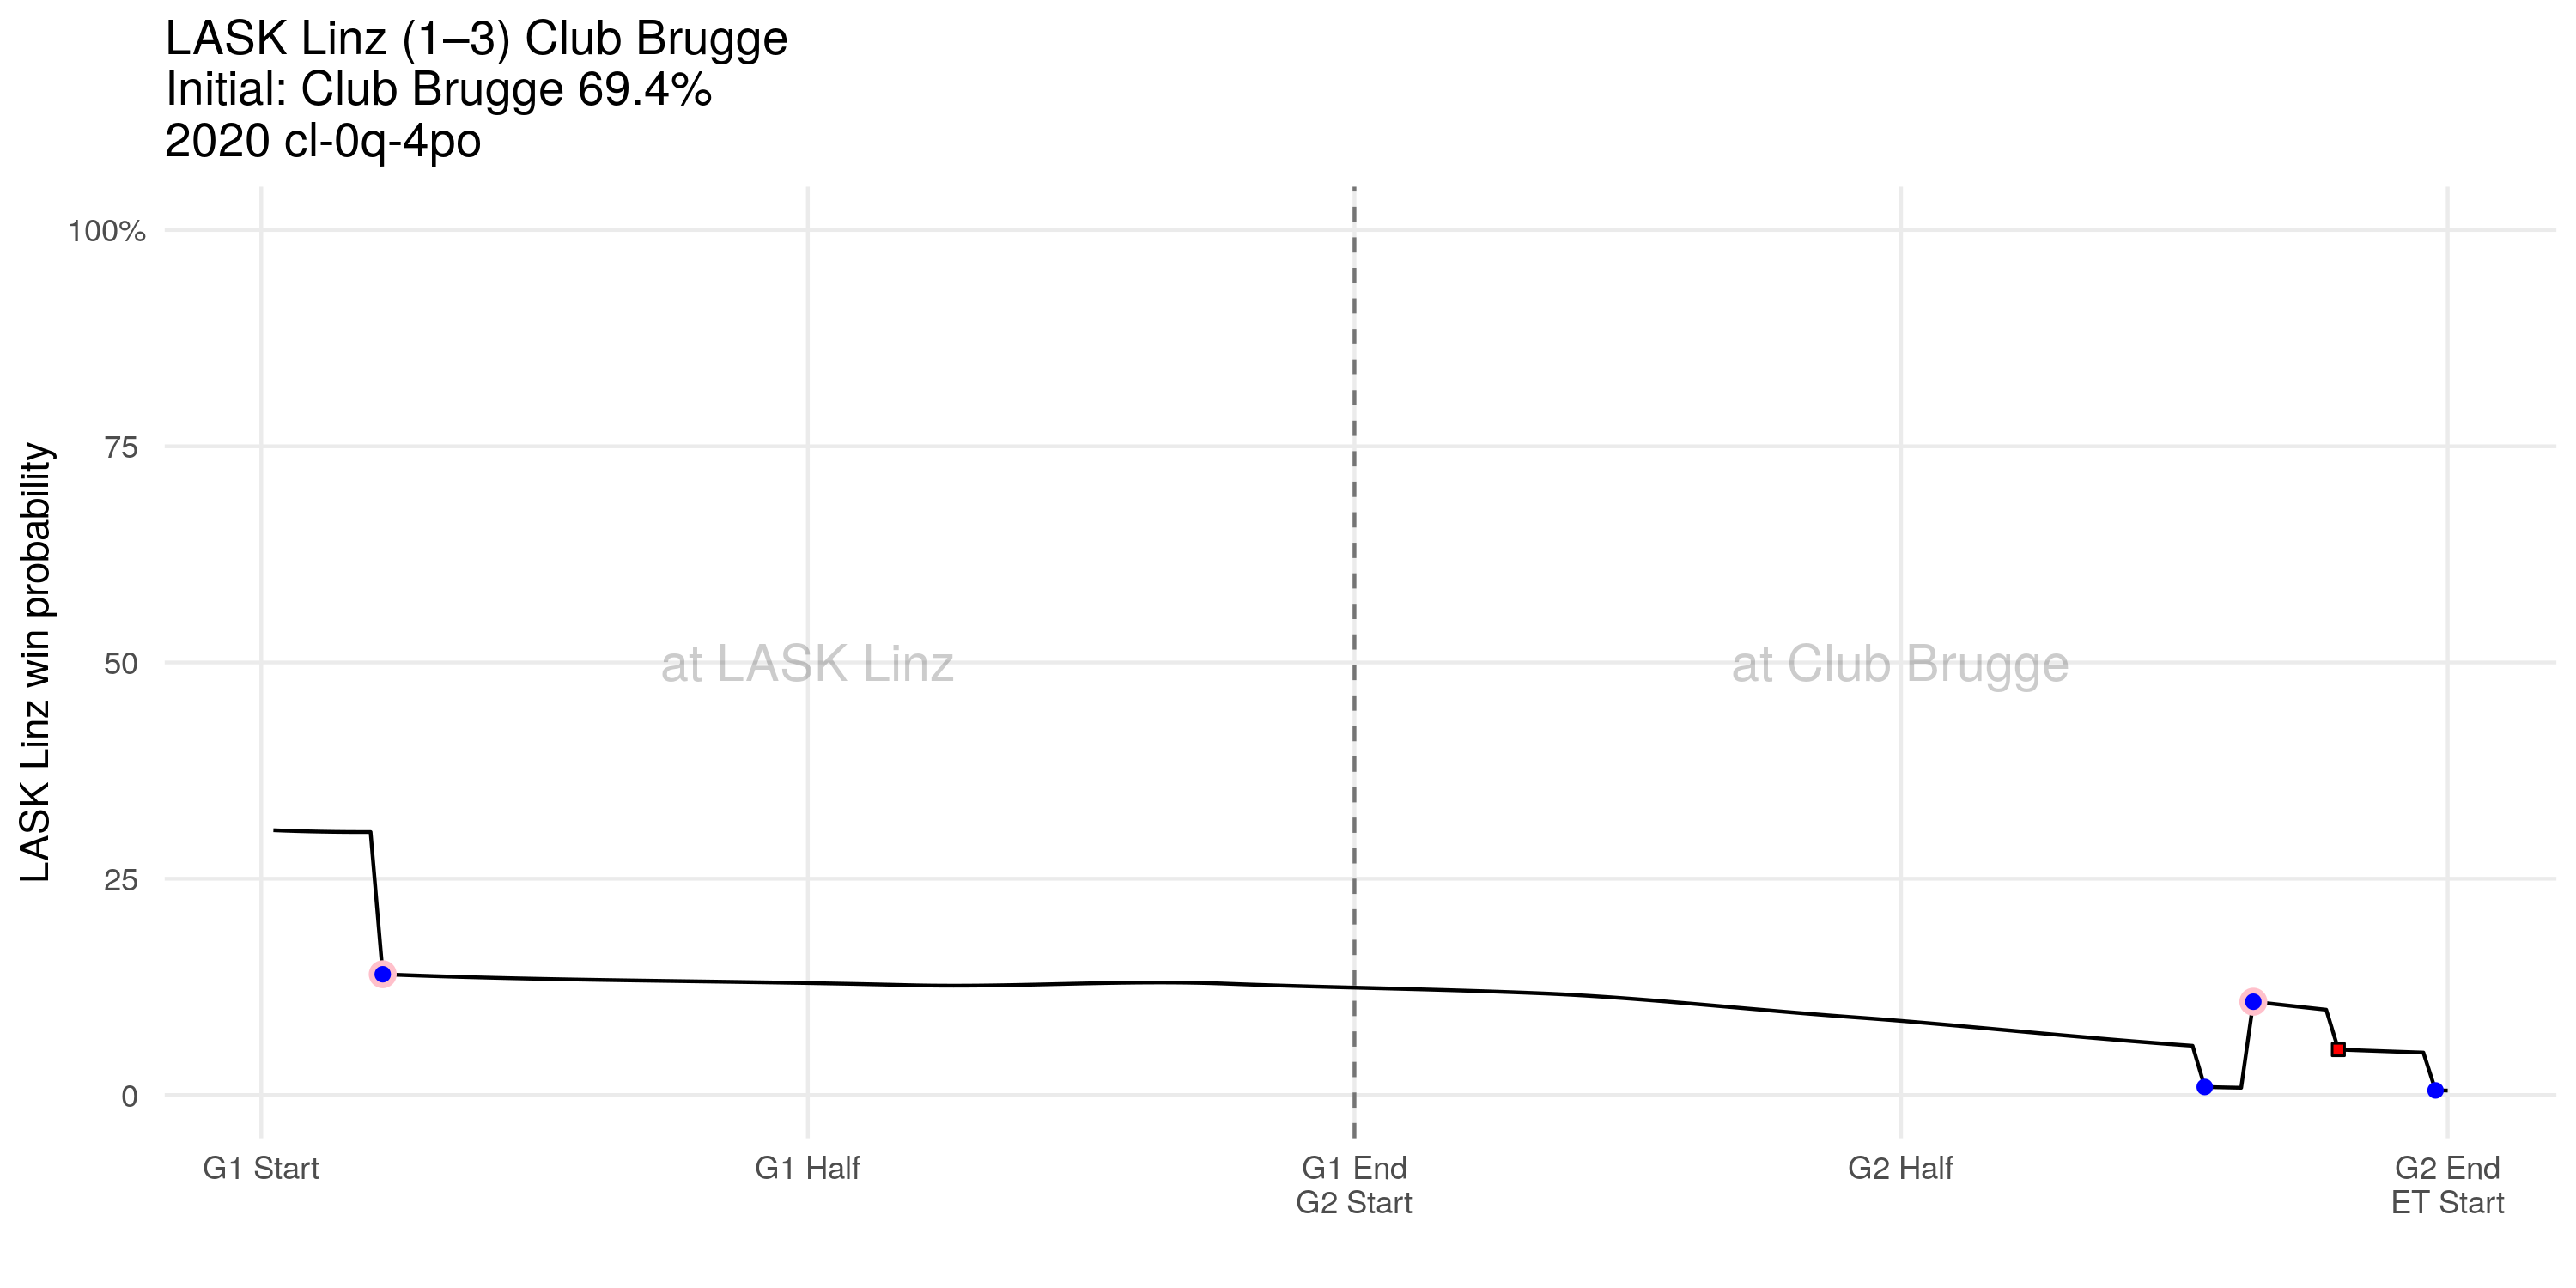 LASK Linz (1–3) Club Brugge
Initial: Club Brugge 69.4%
2020 cl-0q-4po
LASK Linz win probability
100%
75
50
25
0
at LASK Linz
at Club Brugge
G1 Start
G1 Half
G1 End
G2 Start
G2 Half
G2 End
ET Start